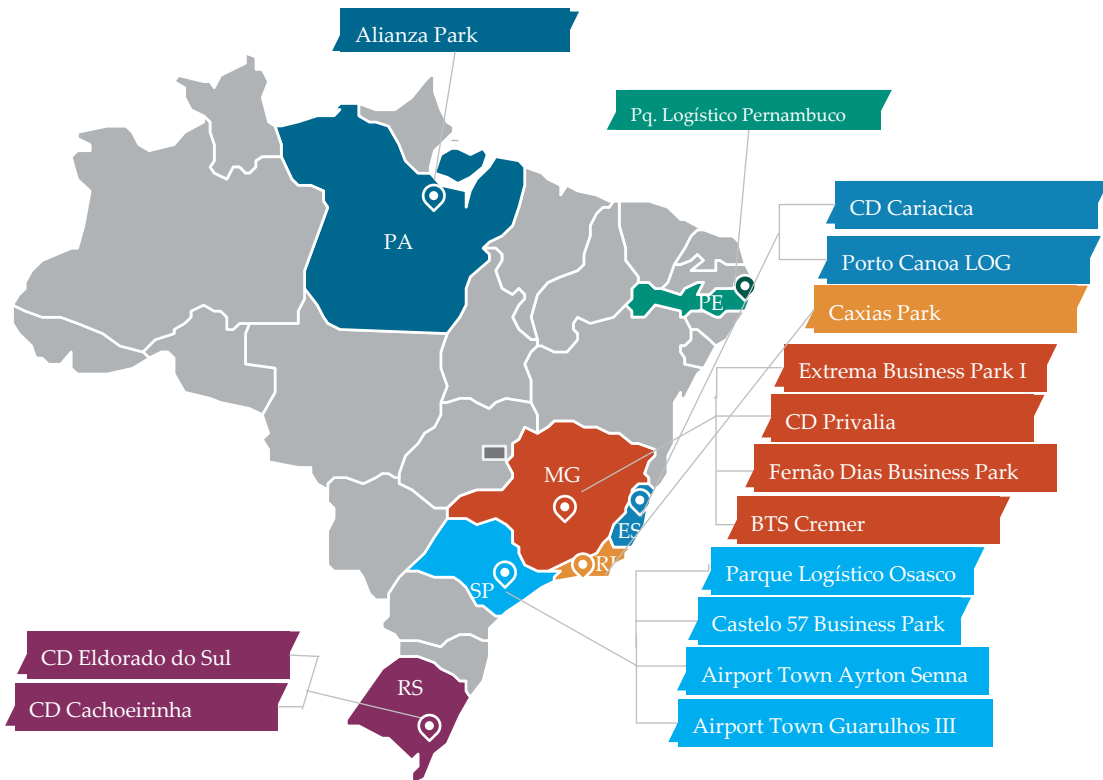 Alianza Park
Pq. Logístico Pernambuco
CD Cariacica
PA
Porto Canoa LOG
PE
Caxias Park
Extrema Business Park I
CD Privalia
MG
Fernão Dias Business Park
BTS Cremer
ES
RJ
Parque Logístico Osasco
SP
Castelo 57 Business Park
CD Eldorado do Sul
Airport Town Ayrton Senna
RS
CD Cachoeirinha
Airport Town Guarulhos III